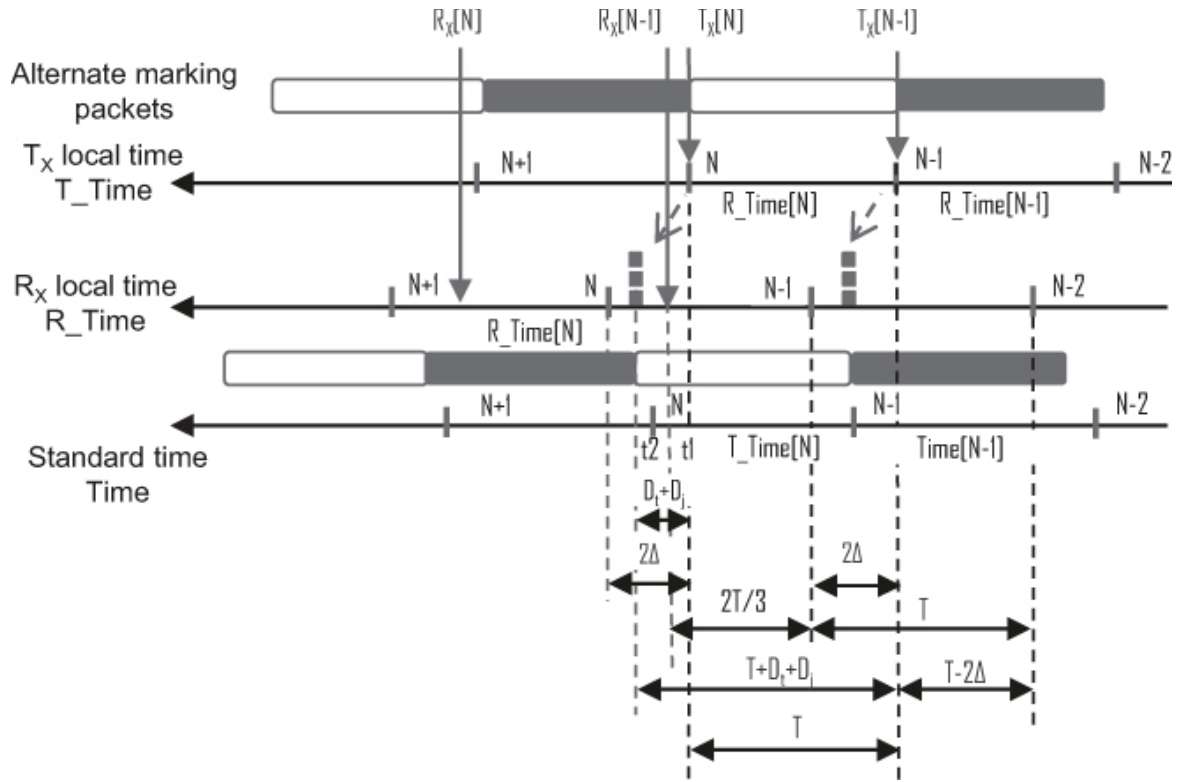 Rx[N] Rx[N-1] Tx[N] Tx[N-1]
Alternate marking
packets
Tx local time
T_Time
N+1 N N-1 N-2
R_Time[N] R_Time[N-1]
Rx local time
R_Time
N+1 N N-1 N-2
R_Time[N]
N+1 N N-1 N-2
Standard time
Time
t2 t1 T_Time[N] Time[N-1]
Dt+Dj
2Δ 2Δ
2T/3 T
T+Dt+Dj T-2Δ
T